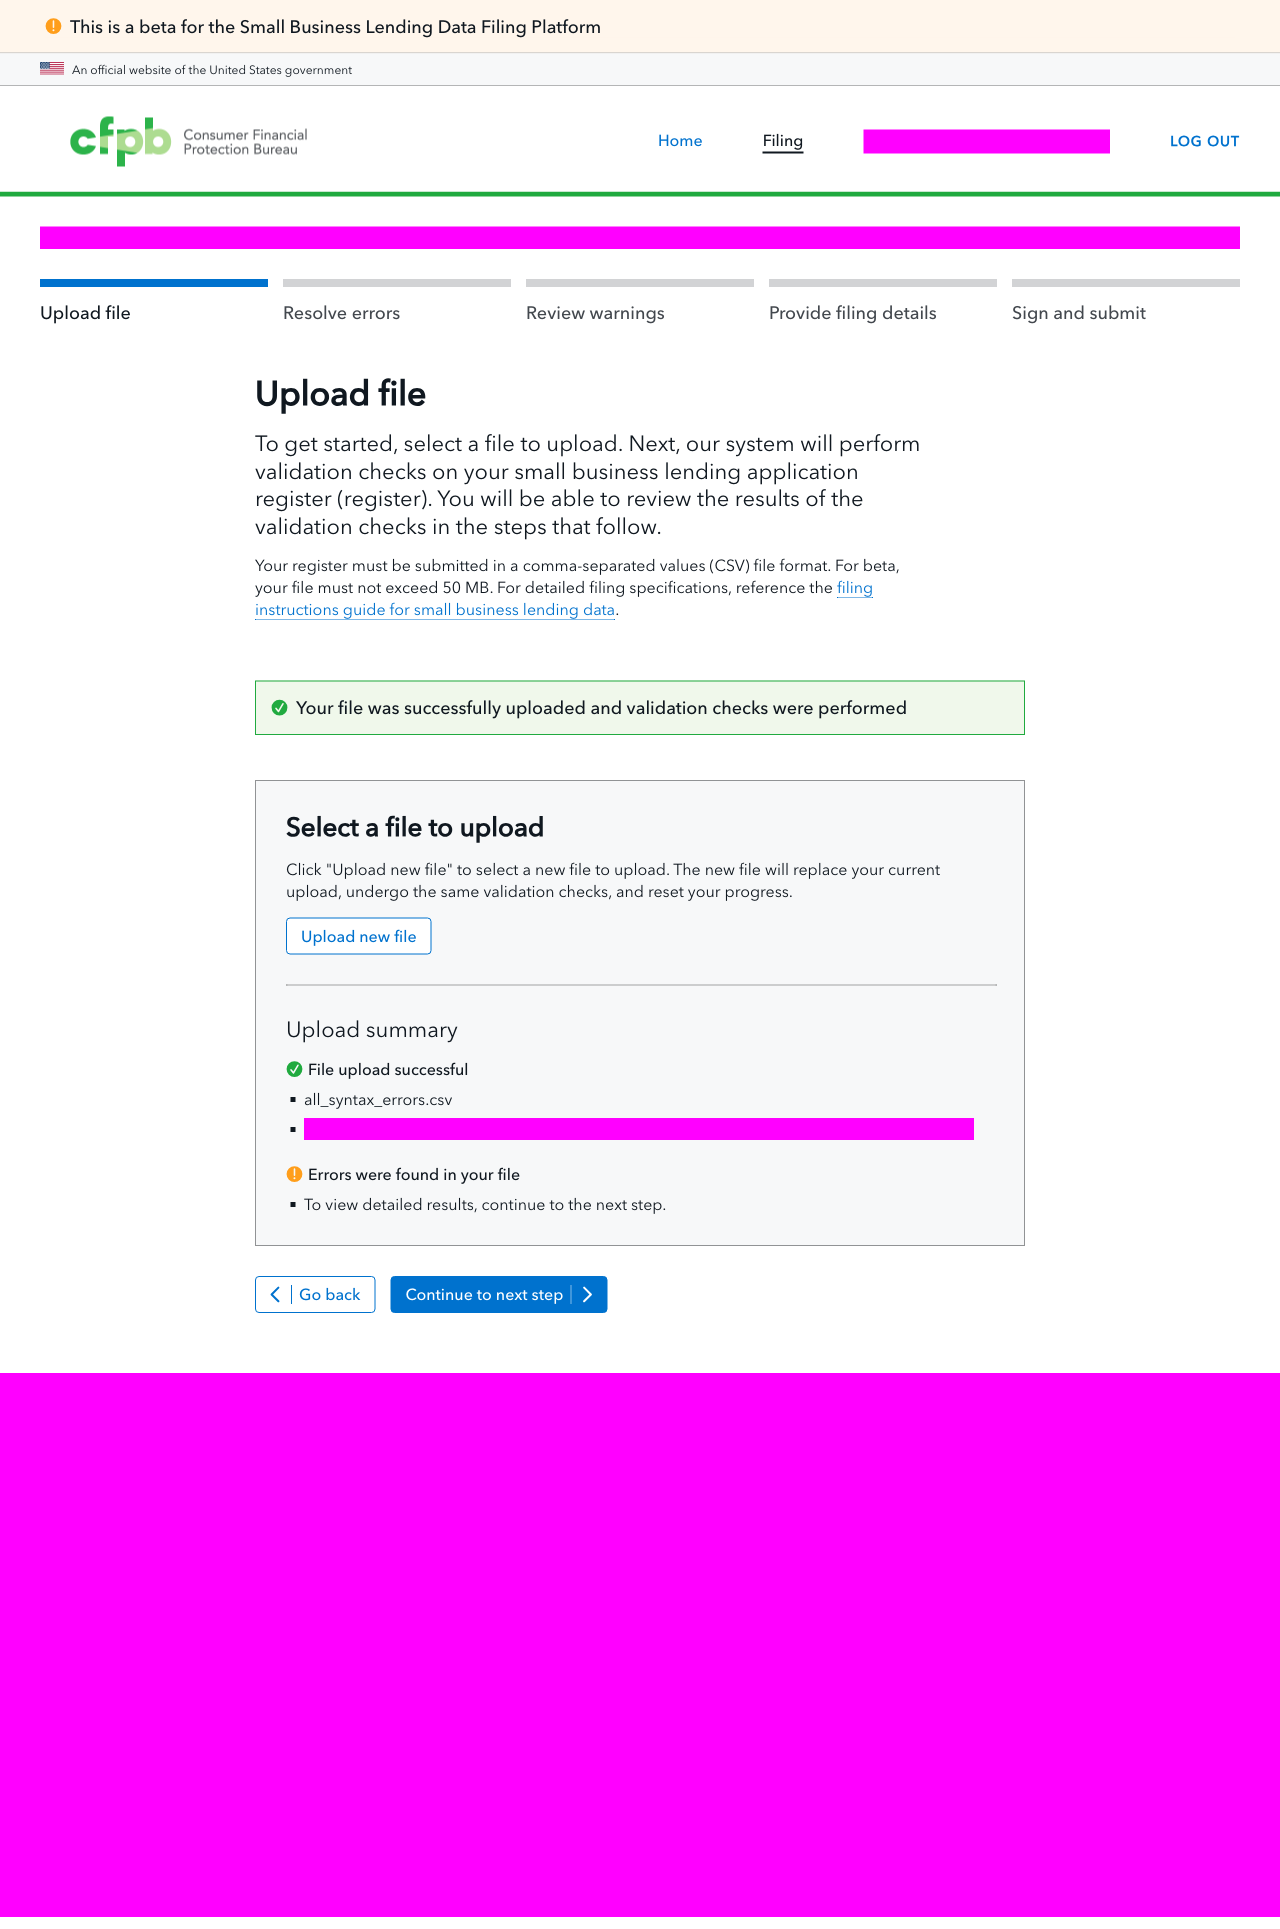 This is a beta for the Small Business Lending Data Filing Platform
An official website of the United States government
cfpb Consumer Financial Protection Bureau
Home Filing LOG OUT
Upload file Resolve errors Review warnings Provide filing details Sign and submit
Upload file
To get started, select a file to upload. Next, our system will perform
validation checks on your small business lending application
register (register). You will be able to review the results of the
validation checks in the steps that follow.
Your register must be submitted in a comma-separated values (CSV) file format. For beta,
your file must not exceed 50 MB. For detailed filing specifications, reference the filing
instructions guide for small business lending data.
Your file was successfully uploaded and validation checks were performed
Select a file to upload
Click "Upload new file" to select a new file to upload. The new file will replace your current
upload, undergo the same validation checks, and reset your progress.
Upload new file
Upload summary
File upload successful
all_syntax_errors.csv
Errors were found in your file
To view detailed results, continue to the next step.
Go back Continue to next step